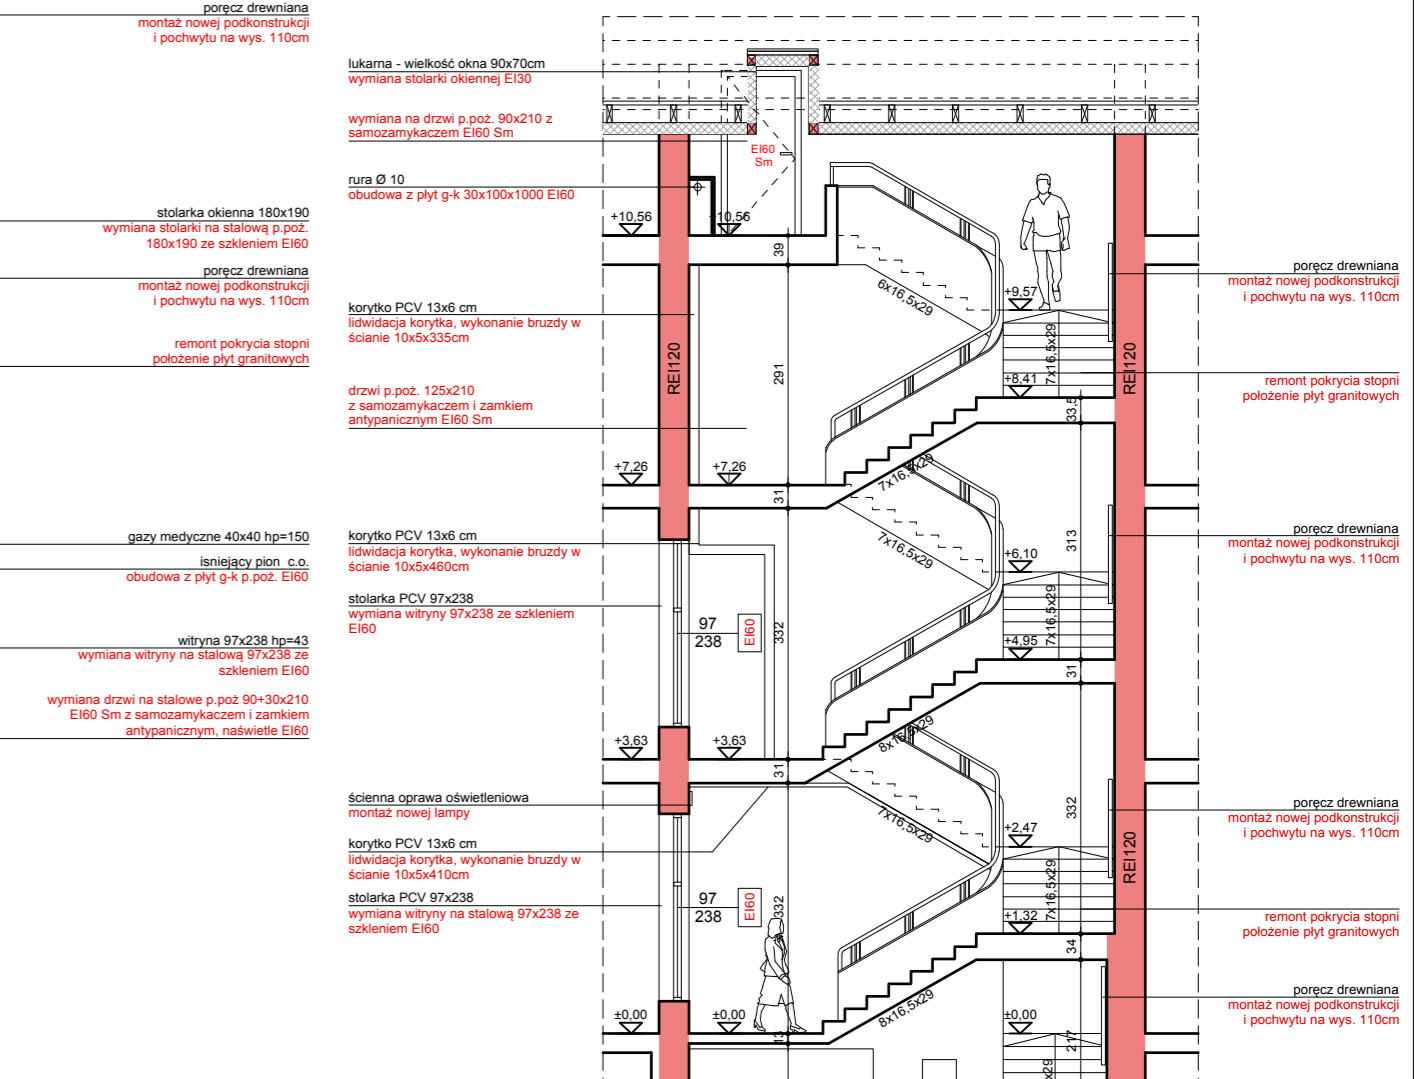 poręcz drewniana
montaż nowej podkonstrukcji
i pochwytu na wys. 110cm
stolarka okienna 180x190
wymiana stolarki na stalową p.poż.
180x190 ze szkleniem EI60
poręcz drewniana
montaż nowej podkonstrukcji
i pochwytu na wys. 110cm
remont pokrycia stopni
położenie płyt granitowych
gazy medyczne 40x40 hp=150
isniejący pion c.o.
obudowa z płyt g-k p.poż. EI60
witryna 97x238 hp=43
wymiana witryny na stalową 97x238 ze
szkleniem EI60
wymiana drzwi na stalowe p.poż 90+30x210
EI60 Sm z samozamykaczem i zamkiem
antypanicznym, naświetle EI60
lukarna - wielkość okna 90x70cm
wymiana stolarki okiennej EI30
wymiana na drzwi p.poż. 90x210 z
samozamykaczem EI60 Sm
rura Ø 10
obudowa z płyt g-k 30x100x1000 EI60
korytko PCV 13x6 cm
lidwidacja korytka, wykonanie bruzdy w
ścianie 10x5x335cm
drzwi p.poż. 125x210
z samozamykaczem i zamkiem
antypanicznym EI60 Sm
korytko PCV 13x6 cm
lidwidacja korytka, wykonanie bruzdy w
ścianie 10x5x460cm
stolarka PCV 97x238
wymiana witryny 97x238 ze szkleniem
EI60
ścienna oprawa oświetleniowa
montaż nowej lampy
korytko PCV 13x6 cm
lidwidacja korytka, wykonanie bruzdy w
ścianie 10x5x410cm
stolarka PCV 97x238
wymiana witryny na stalową 97x238 ze
szkleniem EI60
EI60
Sm
+10,56
+10,56
39
6x16,5x29
+9,57
7x16,5x29
REI120
REI120
291
+8,41
33,5
+7,26
+7,26
31
7x16,5x29
7x16,5x29
313
+6,10
7x16,5x29
97
238
EI60
332
+4,95
31
+3,63
+3,63
31
8x16,5x29
7x16,5x29
332
+2,47
7x16,5x29
REI120
97
238
EI60
332
+1,32
34
±0,00
±0,00
8x16,5x29
±0,00
13
217
x29
poręcz drewniana
montaż nowej podkonstrukcji
i pochwytu na wys. 110cm
remont pokrycia stopni
położenie płyt granitowych
poręcz drewniana
montaż nowej podkonstrukcji
i pochwytu na wys. 110cm
poręcz drewniana
montaż nowej podkonstrukcji
i pochwytu na wys. 110cm
remont pokrycia stopni
położenie płyt granitowych
poręcz drewniana
montaż nowej podkonstrukcji
i pochwytu na wys. 110cm